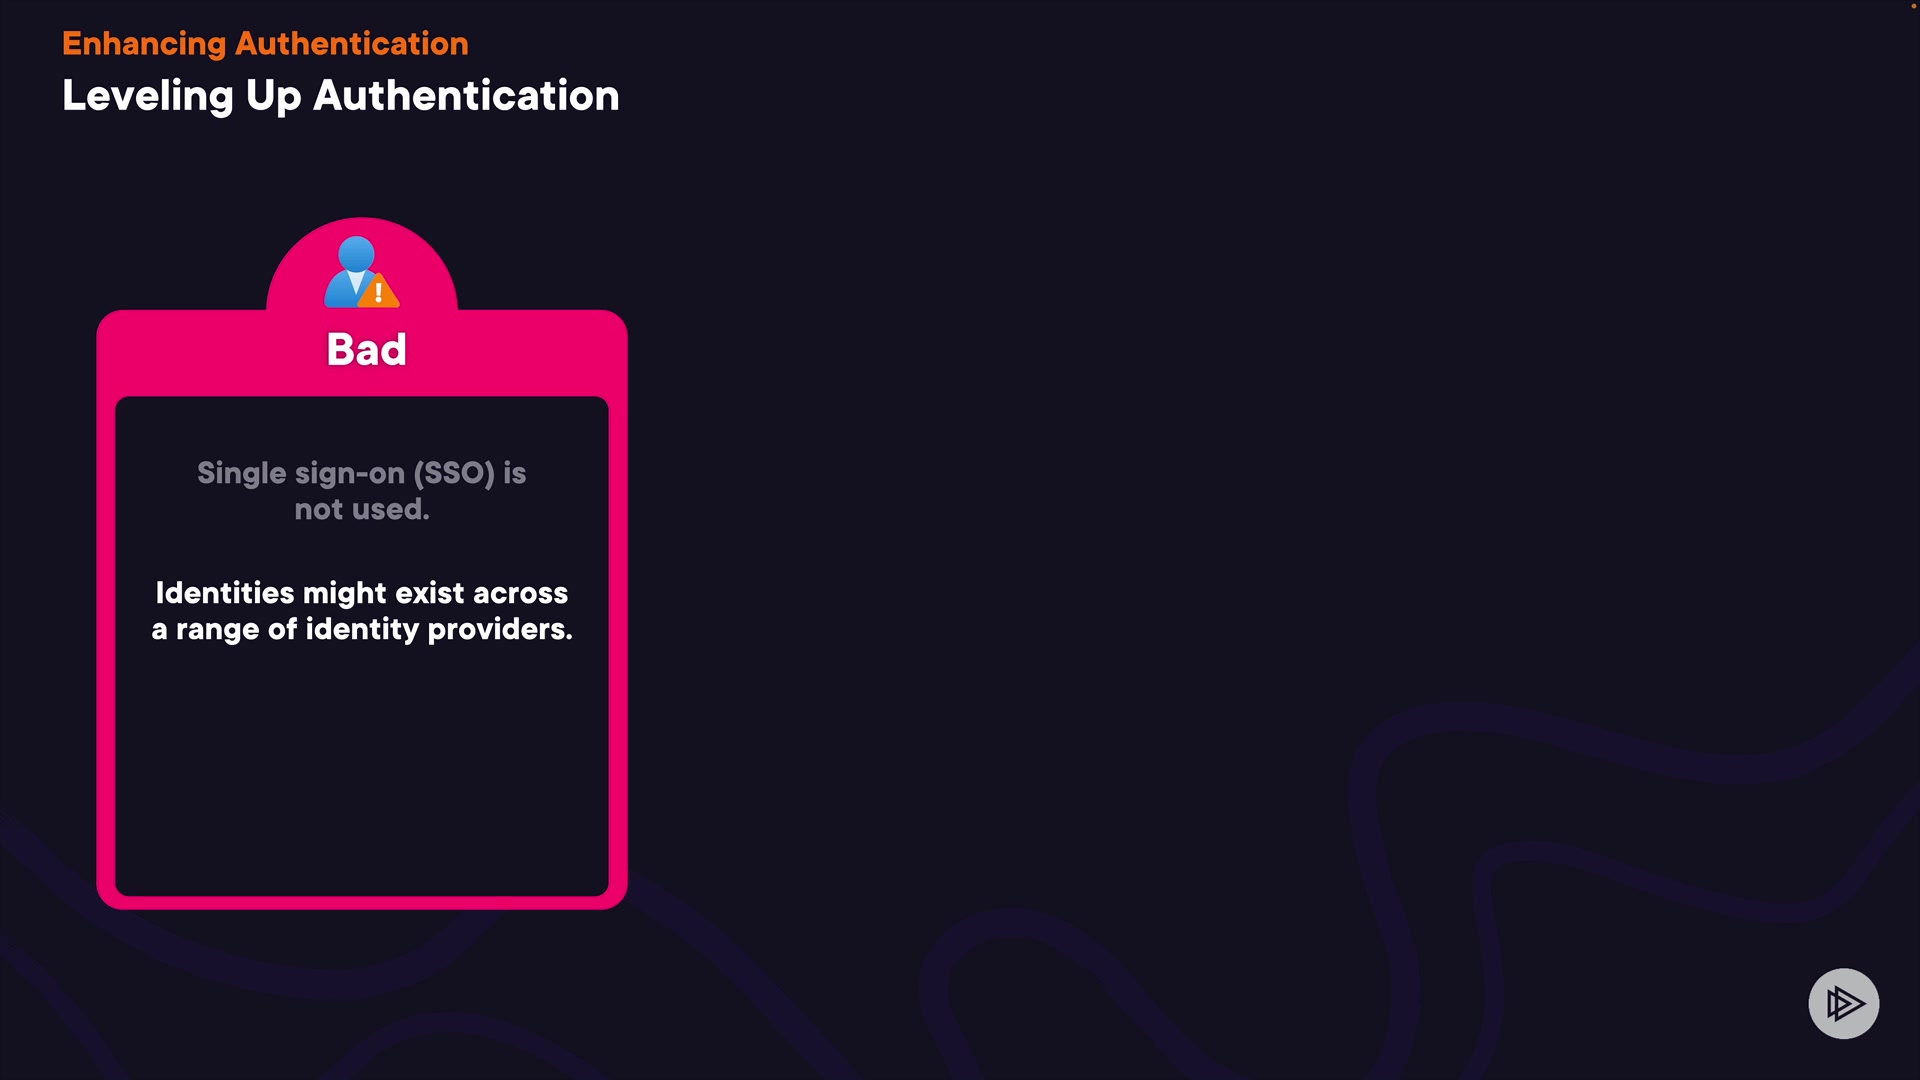 Enhancing Authentication
Leveling Up Authentication
Bad
Single sign-on (SSO) is
not used.
Identities might exist across
a range of identity providers.